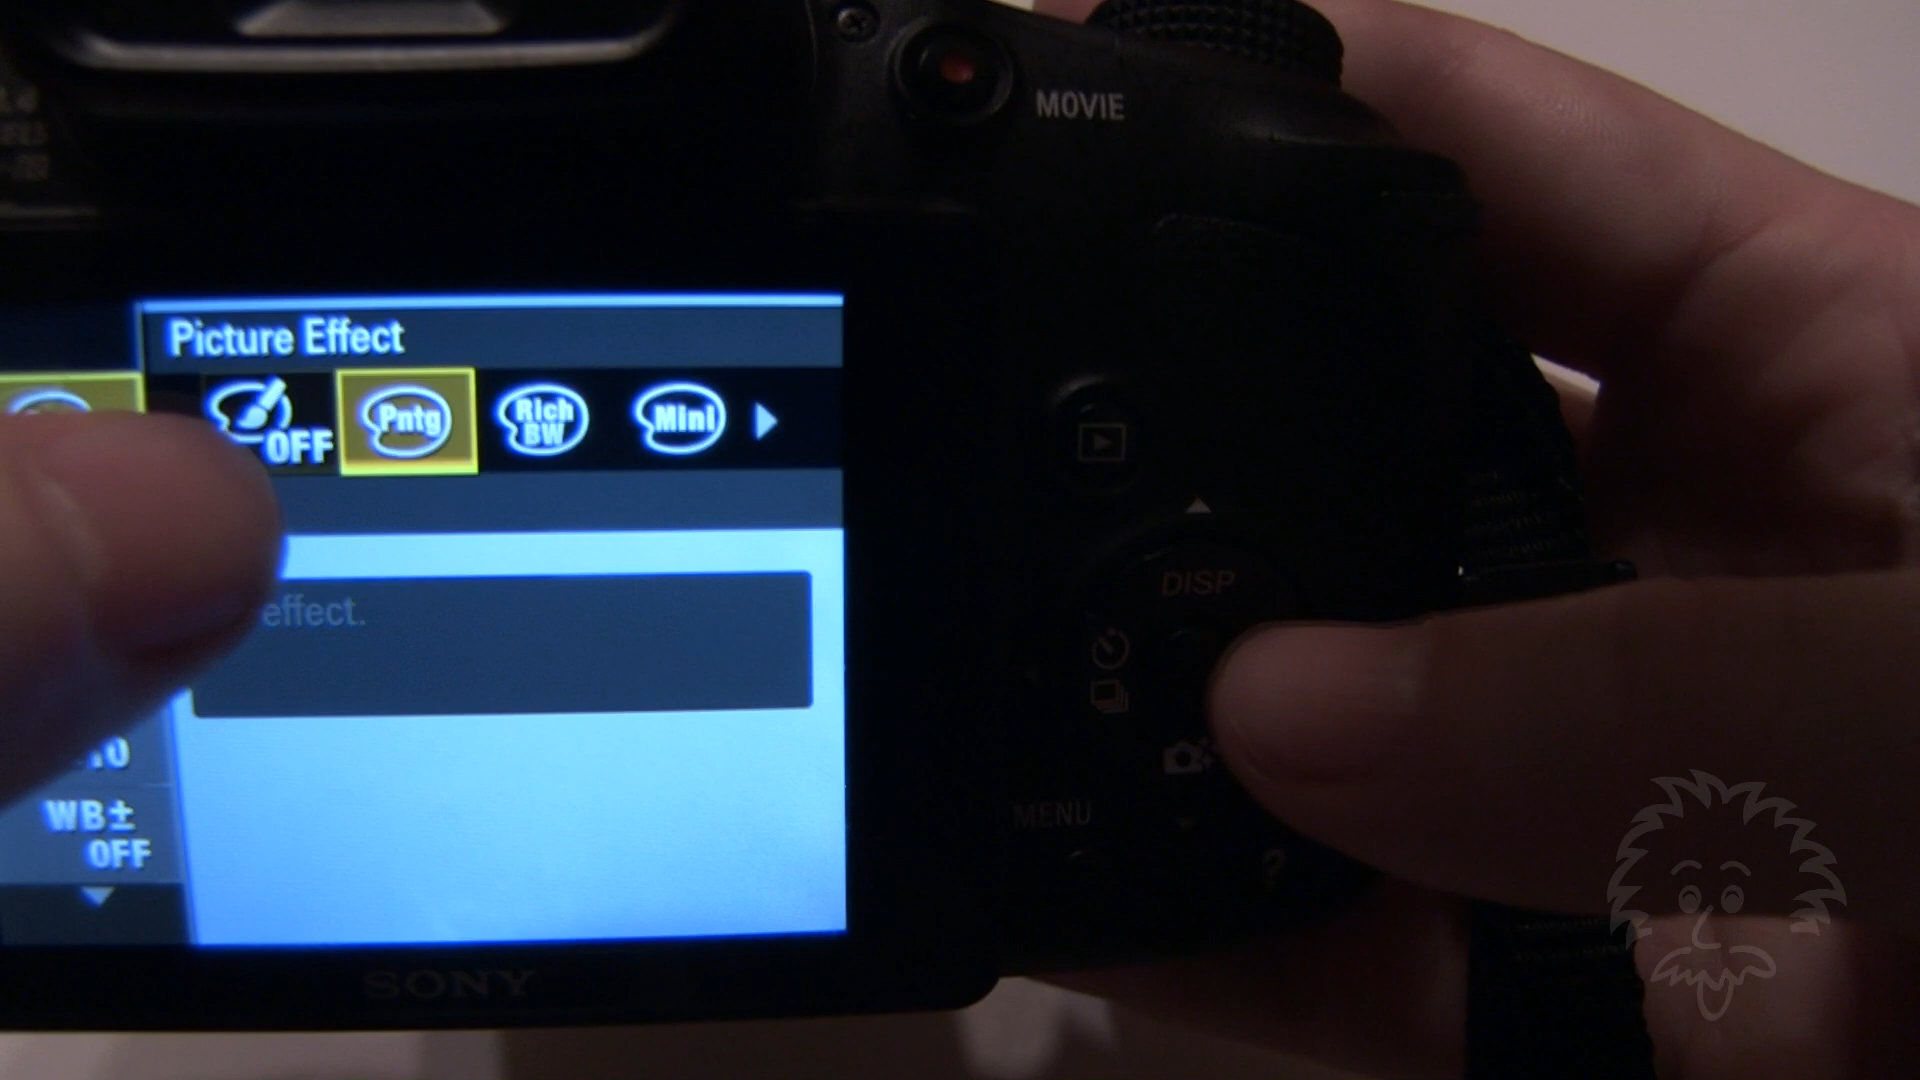 MOVIE
Picture Effect
OFF
Pntg
Rich
BW
Mini
effect.
DISP
WB±
OFF
MENU
?
SONY